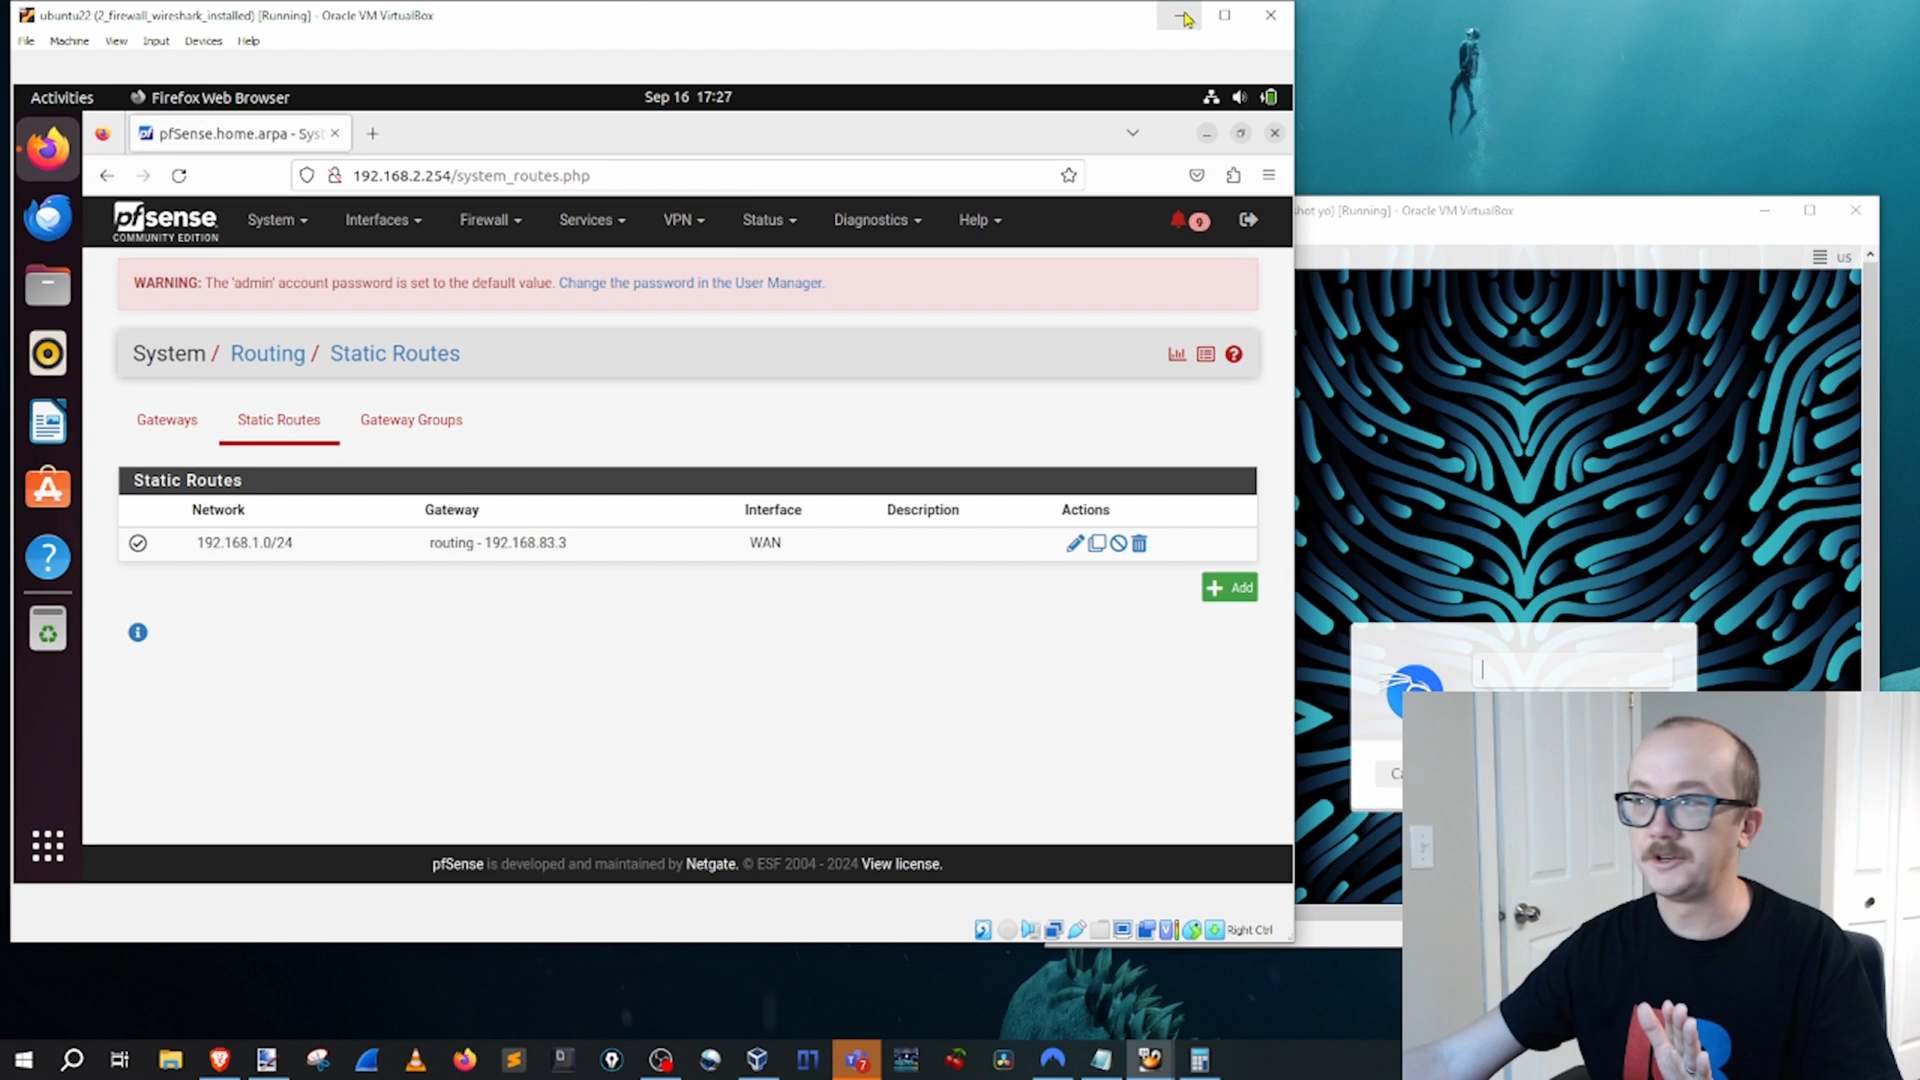 ubuntu22 (2_firewall_wireshark_installed) [Running] - Oracle VM VirtualBox
File Machine View Input Devices Help
Activities Firefox Web Browser Sep 16 17:27
pfSense.home.arpa - Syst
192.168.2.254/system_routes.php
pfsense COMMUNITY EDITION
System Interfaces Firewall Services VPN Status Diagnostics Help 9
WARNING: The 'admin' account password is set to the default value. Change the password in the User Manager.
System / Routing / Static Routes
Gateways Static Routes Gateway Groups
Static Routes
Network Gateway Interface Description Actions
192.168.1.0/24 routing - 192.168.83.3 WAN
Add
pfSense is developed and maintained by Netgate. © ESF 2004 - 2024 View license.
Right Ctrl
shot yo) [Running] - Oracle VM VirtualBox
US
Ca
7